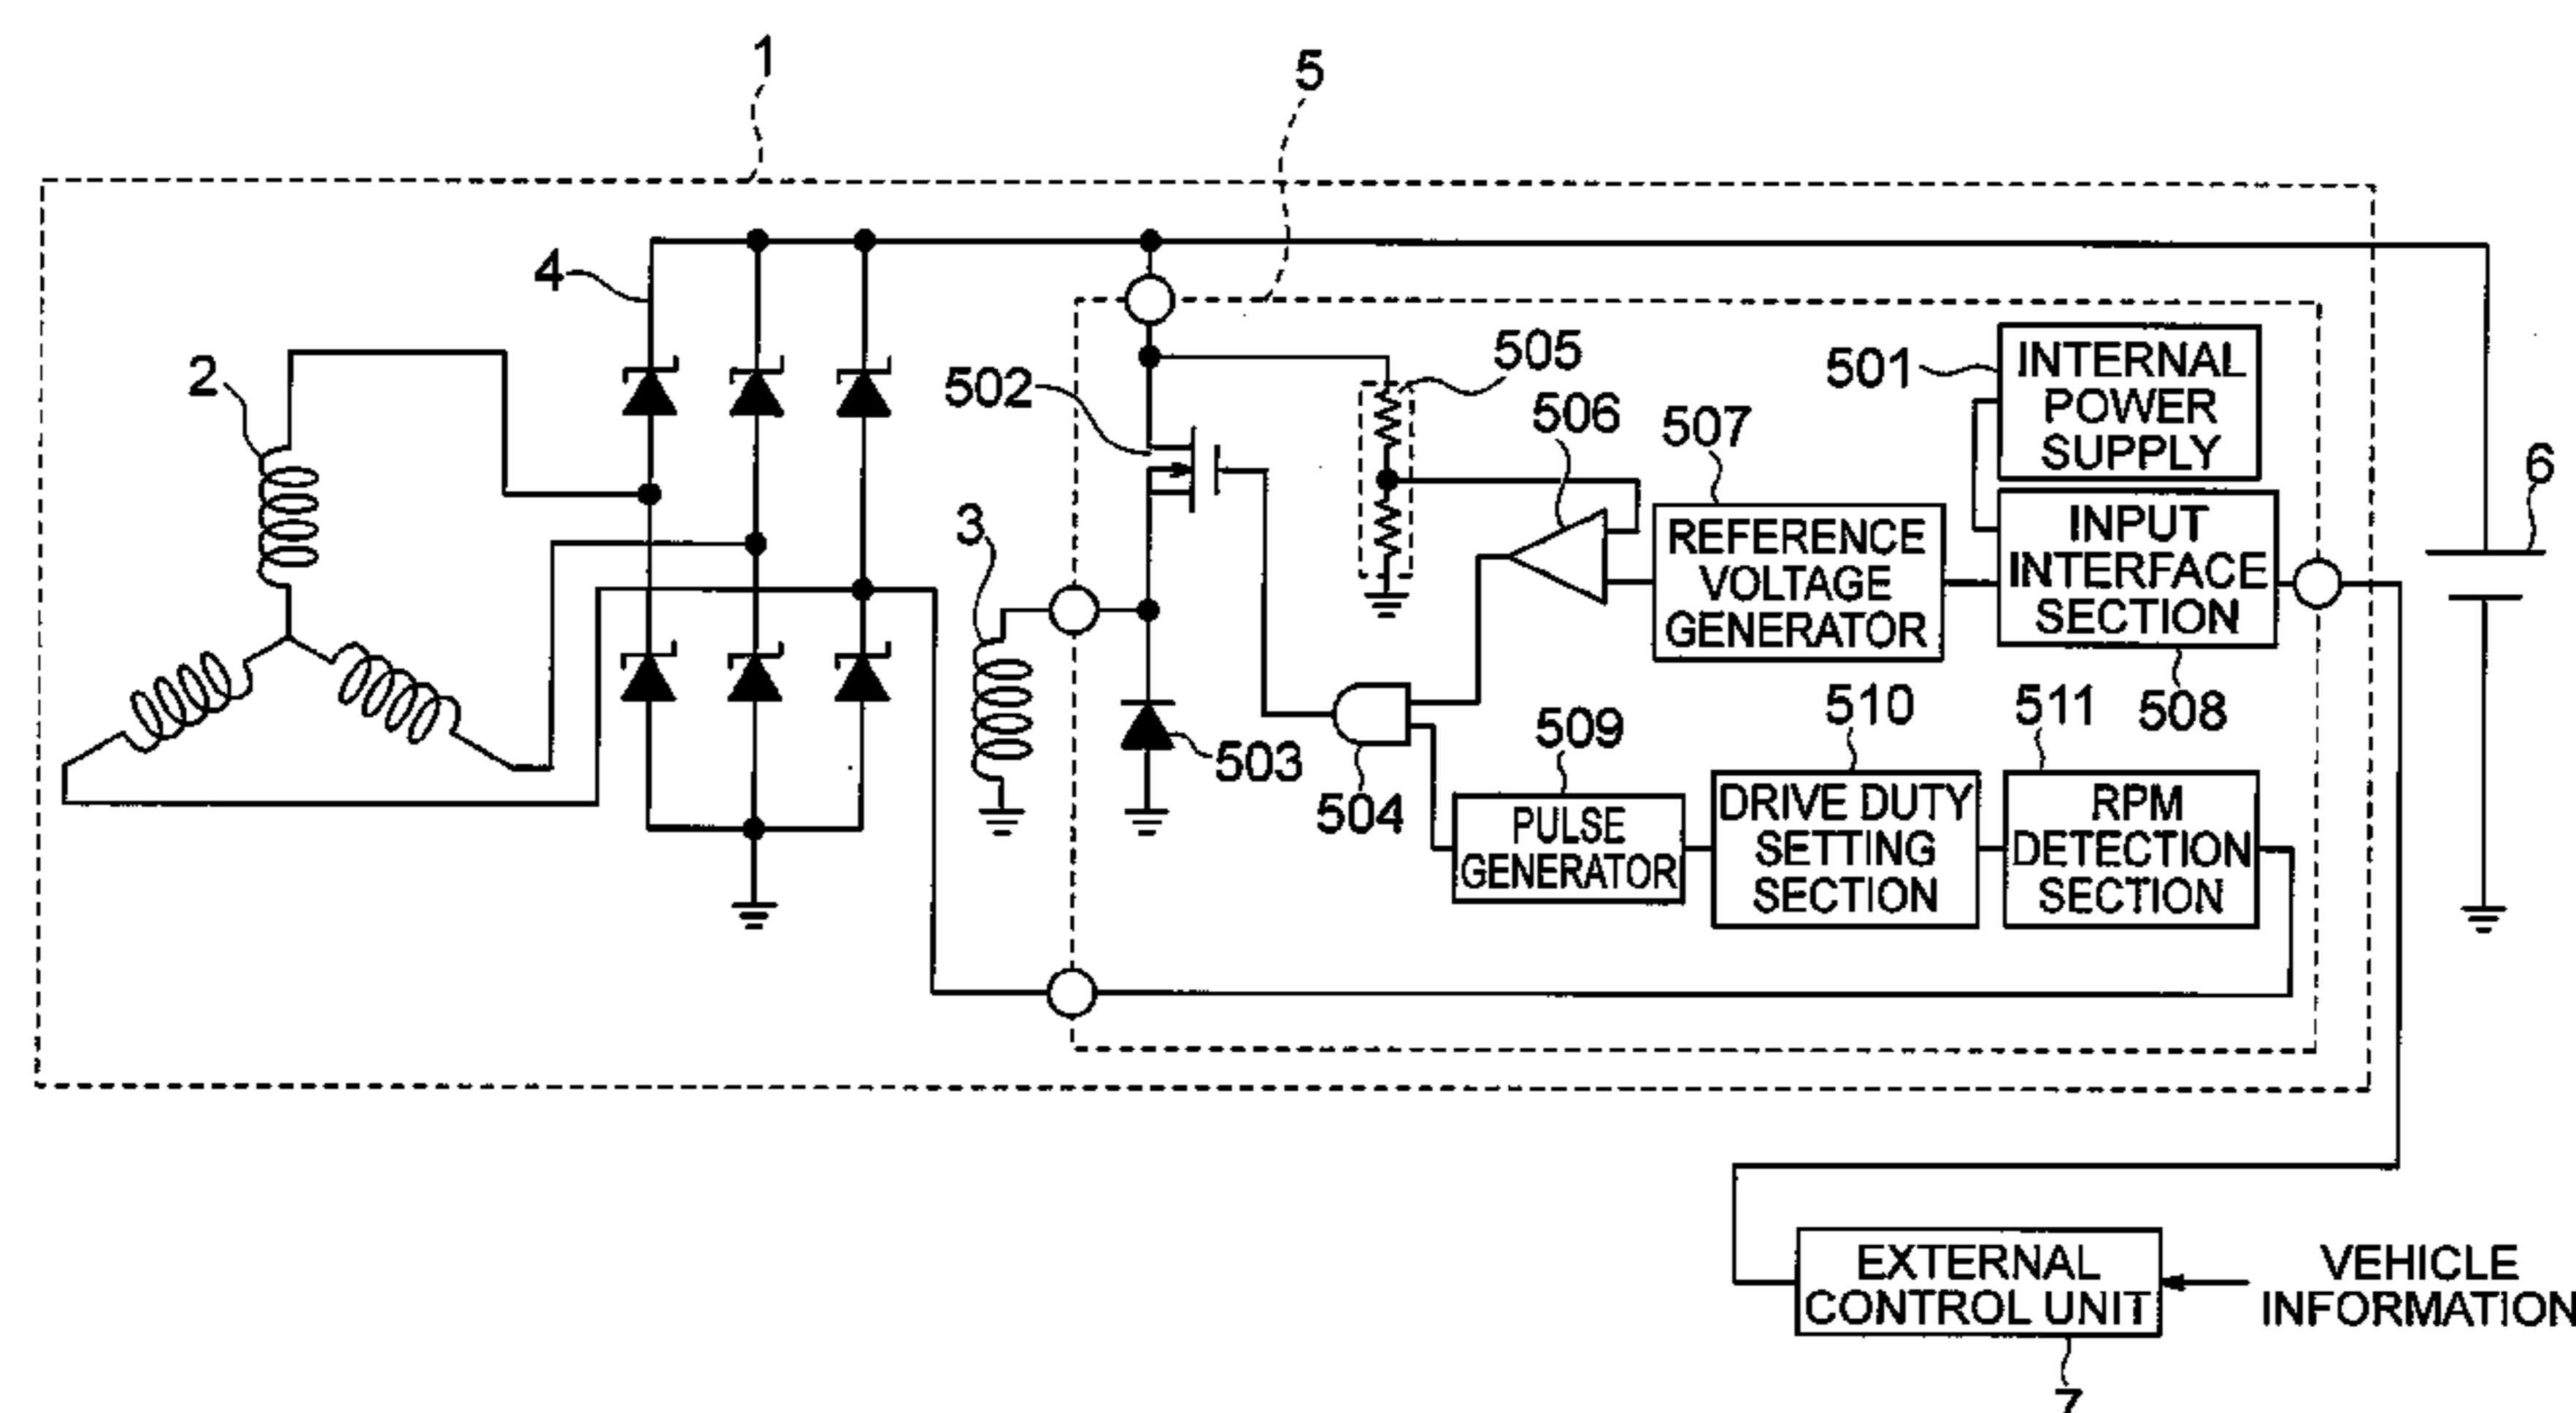 1
5
4
2
502
505
506
507
501
INTERNAL
POWER
SUPPLY
6
3
REFERENCE
VOLTAGE
GENERATOR
INPUT
INTERFACE
SECTION
508
503
504
509
510
511
PULSE
GENERATOR
DRIVE DUTY
SETTING
SECTION
RPM
DETECTION
SECTION
EXTERNAL
CONTROL UNIT
VEHICLE
INFORMATION
7